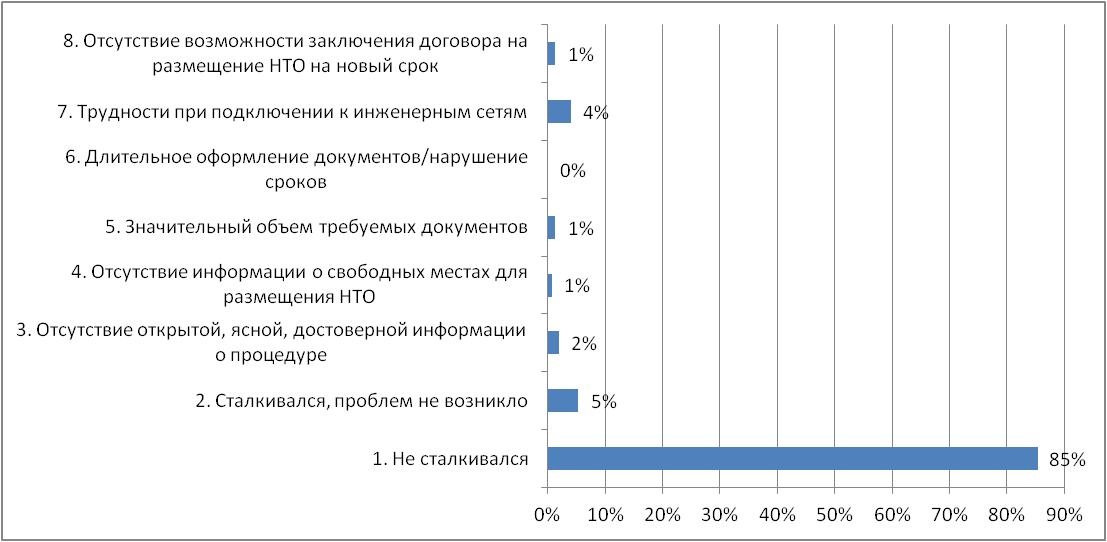 8. Отсутствие возможности заключения договора на
размещение НТО на новый срок
1%
7. Трудности при подключении к инженерным сетям
4%
6. Длительное оформление документов/нарушение
сроков
0%
5. Значительный объем требуемых документов
1%
4. Отсутствие информации о свободных местах для
размещения НТО
1%
3. Отсутствие открытой, ясной, достоверной информации
о процедуре
2%
2. Сталкивался, проблем не возникло
5%
1. Не сталкивался
85%
0% 10% 20% 30% 40% 50% 60% 70% 80% 90%